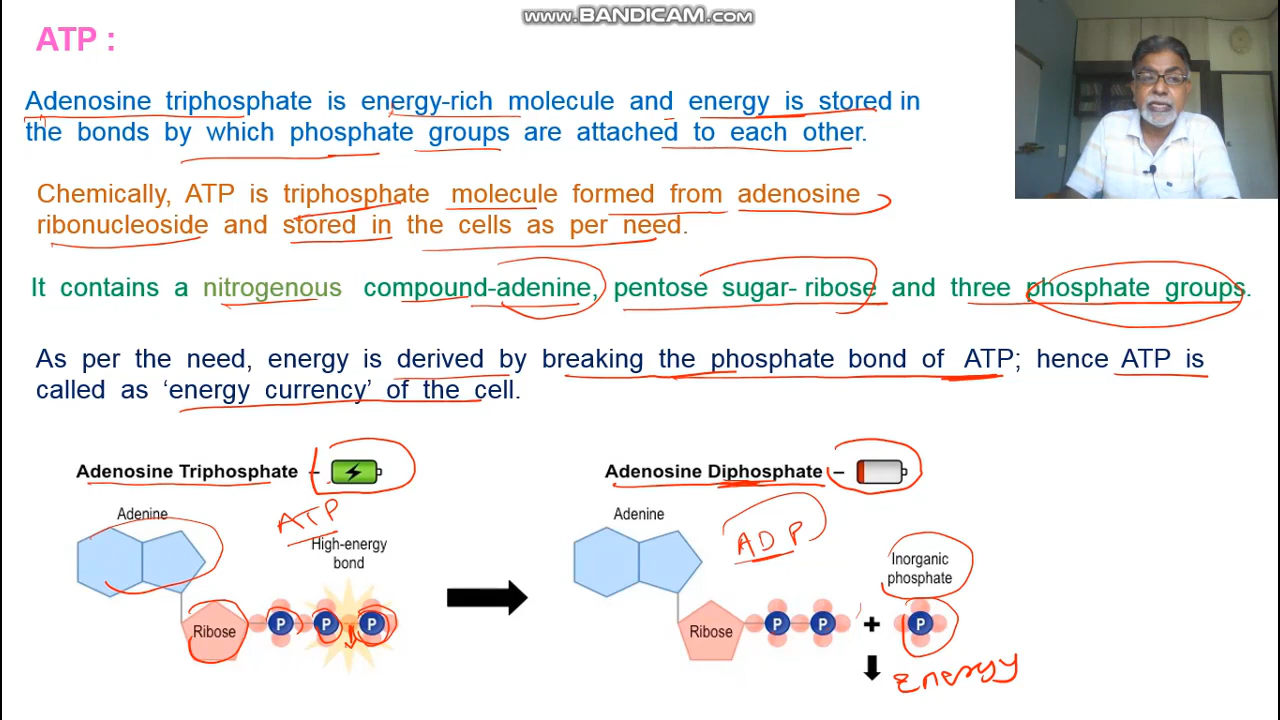 www.BANDICAM.com
ATP :
Adenosine triphosphate is energy-rich molecule and energy is stored in
the bonds by which phosphate groups are attached to each other.
Chemically, ATP is triphosphate molecule formed from adenosine
ribonucleoside and stored in the cells as per need.
It contains a nitrogenous compound-adenine, pentose sugar- ribose and three phosphate groups.
As per the need, energy is derived by breaking the phosphate bond of ATP; hence ATP is
called as ‘energy currency’ of the cell.
Adenosine Triphosphate –
Adenine
ATP
High-energy
bond
Ribose
P P P
Adenosine Diphosphate –
Adenine
ADP
Inorganic
phosphate
Ribose
P P + P
Energy